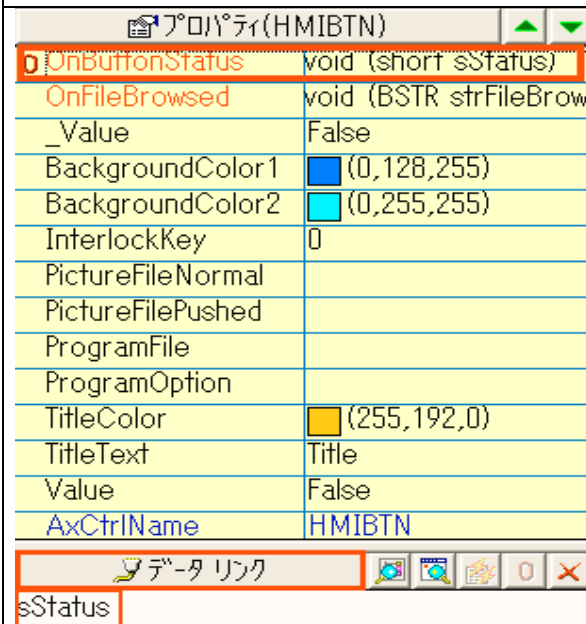 プロパティ(HMIBTN)
0 OnButtonStatus void (short sStatus)
OnFileBrowsed void (BSTR strFileBrow
_Value False
BackgroundColor1 (0,128,255)
BackgroundColor2 (0,255,255)
InterlockKey 0
PictureFileNormal
PictureFilePushed
ProgramFile
ProgramOption
TitleColor (255,192,0)
TitleText Title
Value False
AxCtrlName HMIBTN
データ リンク 0
sStatus